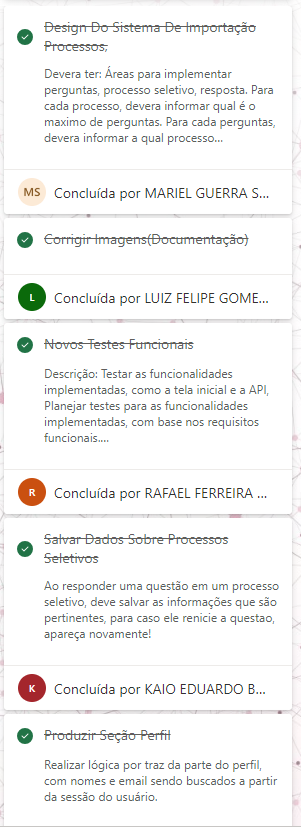 Design Do Sistema De Importação
Processos;
Devera ter: Áreas para implementar
perguntas, processo seletivo, resposta. Para
cada processo, devera informar qual é o
maximo de perguntas. Para cada perguntas,
devera informar a qual processo...
MS Concluída por MARIEL GUERRA S...
Corrigir Imagens(Documentação)
L Concluída por LUIZ FELIPE GOME...
Novos Testes Funcionais
Descrição: Testar as funcionalidades
implementadas, como a tela inicial e a API,
Planejar testes para as funcionalidades
implementadas, com base nos requisitos
funcionais....
R Concluída por RAFAEL FERREIRA ...
Salvar Dados Sobre Processos
Seletivos
Ao responder uma questão em um processo
seletivo, deve salvar as informações que são
pertinentes, para caso ele renicie a questao,
apareça novamente!
K Concluída por KAIO EDUARDO B...
Produzir Seção Perfil
Realizar lógica por traz da parte do perfil,
com nomes e email sendo buscados a partir
da sessão do usuário.